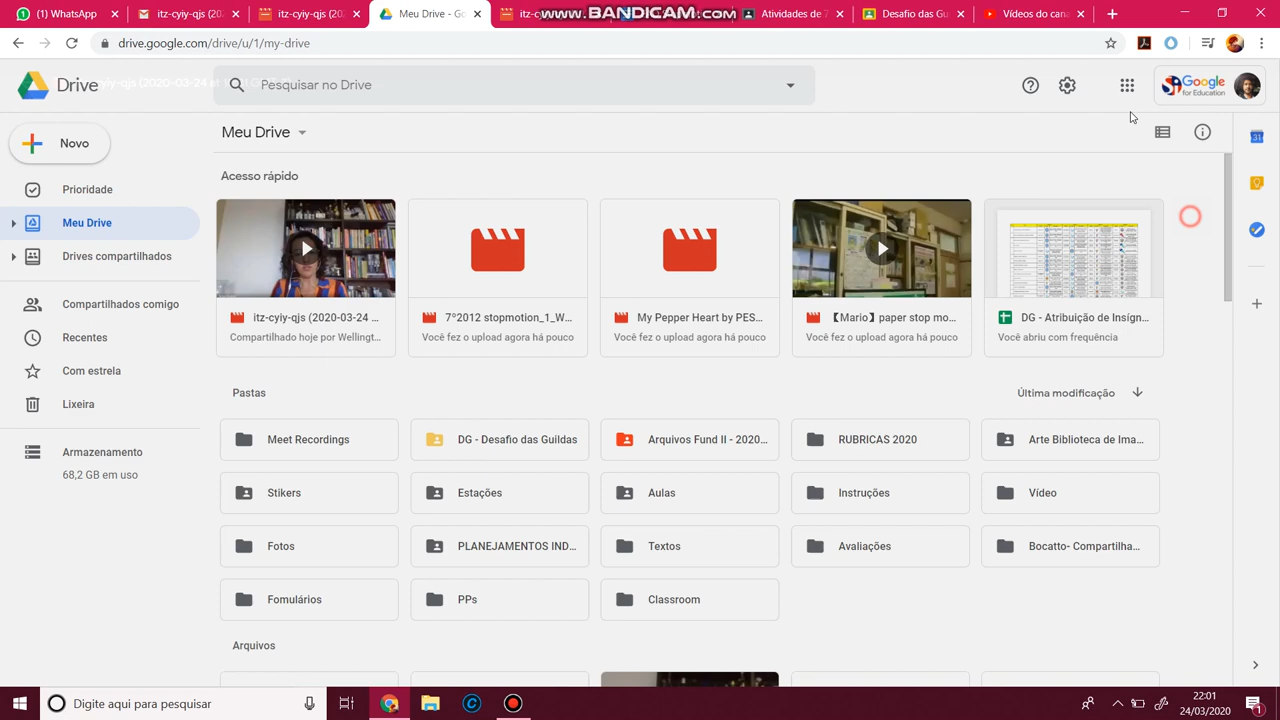 WhatsApp
itz-cyiy-qjs (20
itz-cyiy-qjs (20
Meu Drive - G
itz-cyiy-qjs (20
www.BANDICAM.com
Atividades de 7
Desafio das Gu
Vídeos do can
drive.google.com/drive/u/1/my-drive
Drive
Pesquisar no Drive
Google
for Education
Novo
Meu Drive
Prioridade
Meu Drive
Drives compartilhados
Compartilhados comigo
Recentes
Com estrela
Lixeira
Armazenamento
68,2 GB em uso
Acesso rápido
itz-cyiy-qjs (2020-03-24 ...
Compartilhado hoje por Wellingt...
7°2012 stopmotion_1_W...
Você fez o upload agora há pouco
My Pepper Heart by PES...
Você fez o upload agora há pouco
【Mario】paper stop mo...
Você fez o upload agora há pouco
DG - Atribuição de Insígn...
Você abriu com frequência
Pastas
Última modificação
Meet Recordings
DG - Desafio das Guildas
Arquivos Fund II - 2020...
RUBRICAS 2020
Arte Biblioteca de Ima...
Stikers
Estações
Aulas
Instruções
Vídeo
Fotos
PLANEJAMENTOS IND...
Textos
Avaliações
Bocatto- Compartilha...
Fomulários
PPs
Classroom
Arquivos
31
Digite aqui para pesquisar
22:01
24/03/2020
1